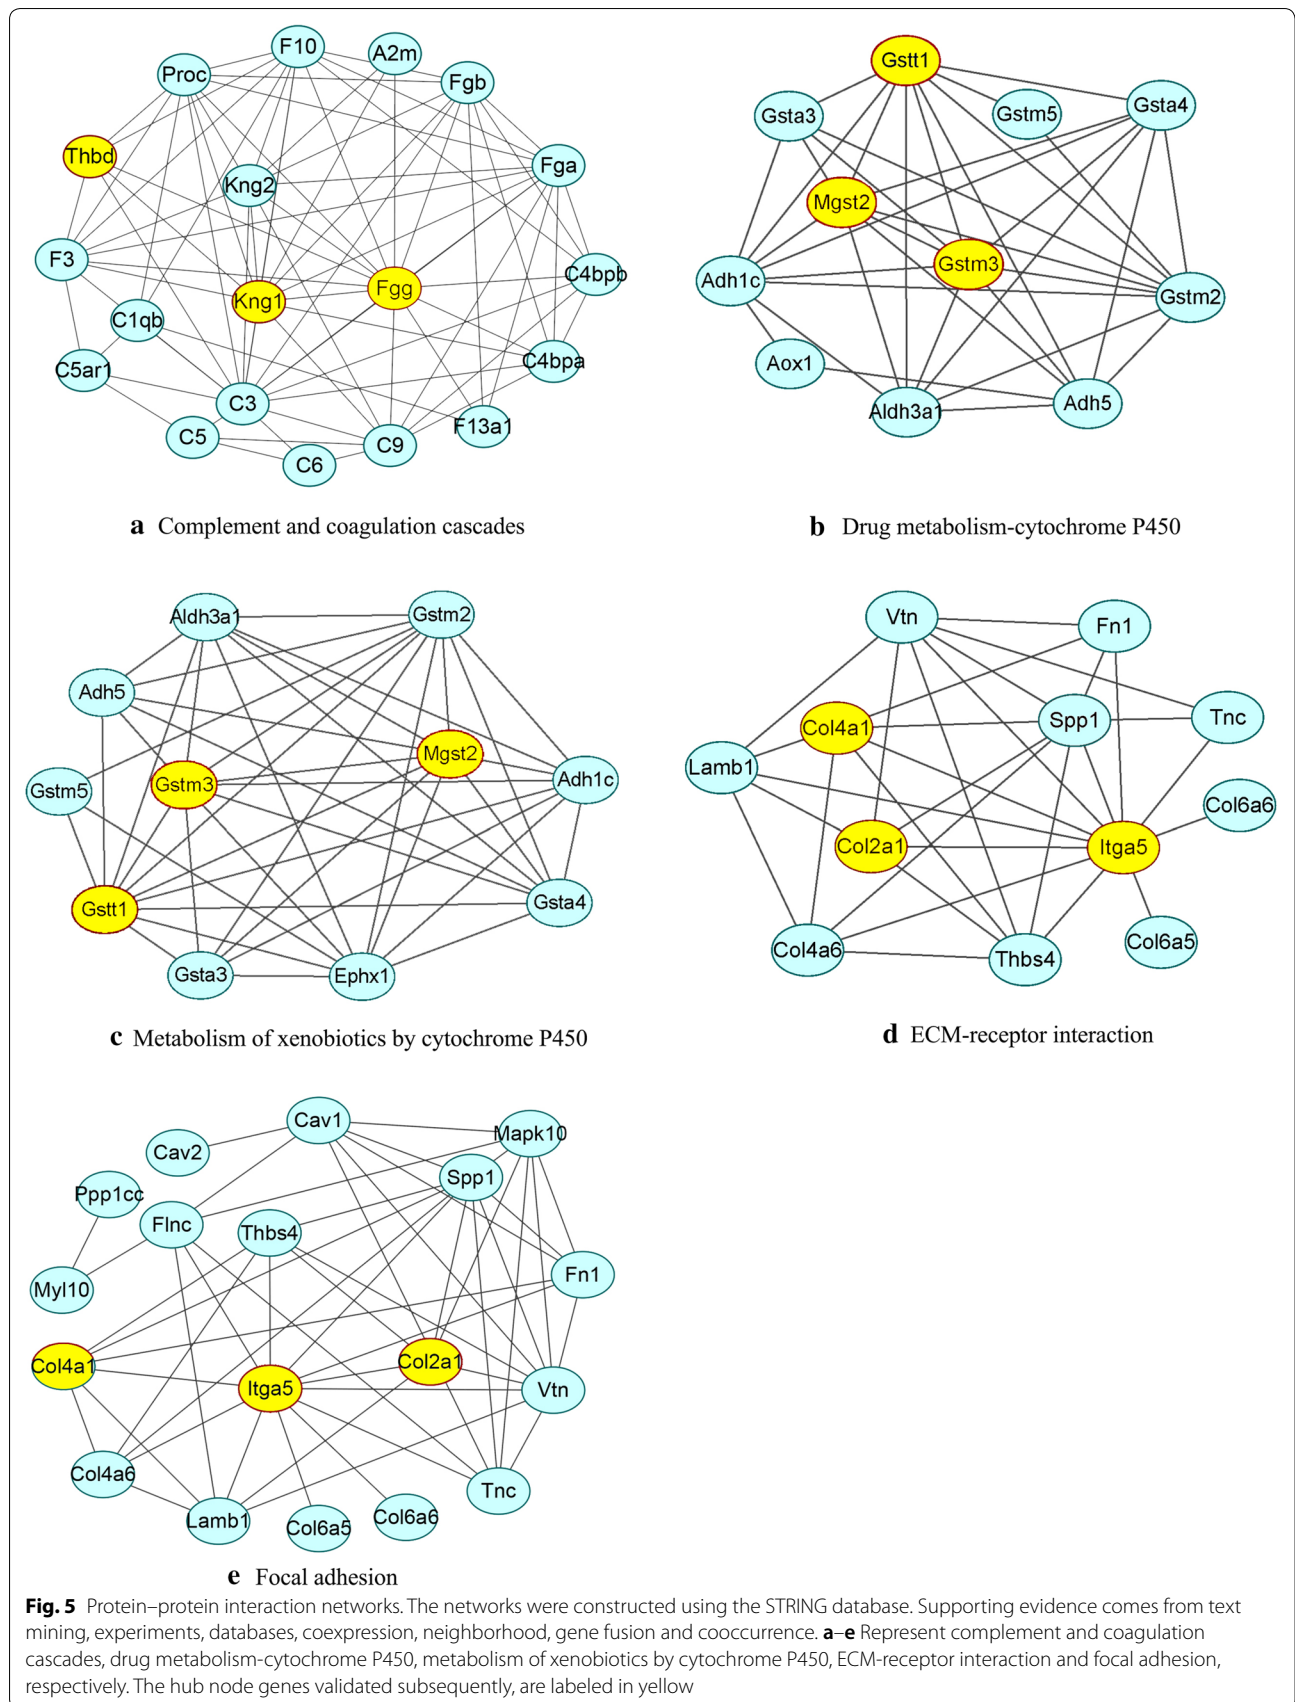 F10
A2m
Proc
Fgb
Thbd
Fga
Kng2
F3
C4bpb
Kng1
Fgg
C1qb
C5ar1
C4bpa
C3
F13a1
C5
C9
C6
a Complement and coagulation cascades
Gstt1
Gsta3
Gstm5
Gsta4
Mgst2
Gstm3
Adh1c
Gstm2
Aox1
Aldh3a1
Adh5
b Drug metabolism-cytochrome P450
Aldh3a1
Gstm2
Adh5
Mgst2
Gstm3
Adh1c
Gstm5
Gstt1
Gsta4
Gsta3
Ephx1
c Metabolism of xenobiotics by cytochrome P450
Vtn
Fn1
Col4a1
Spp1
Tnc
Lamb1
Col6a6
Col2a1
Itga5
Col4a6
Thbs4
Col6a5
d ECM-receptor interaction
Cav1
Mapk10
Cav2
Spp1
Ppp1cc
Flnc
Thbs4
Fn1
Myl10
Col4a1
Col2a1
Itga5
Vtn
Col4a6
Tnc
Lamb1
Col6a5
Col6a6
e Focal adhesion
Fig. 5 Protein–protein interaction networks. The networks were constructed using the STRING database. Supporting evidence comes from text
mining, experiments, databases, coexpression, neighborhood, gene fusion and cooccurrence. a–e Represent complement and coagulation
cascades, drug metabolism-cytochrome P450, metabolism of xenobiotics by cytochrome P450, ECM-receptor interaction and focal adhesion,
respectively. The hub node genes validated subsequently, are labeled in yellow